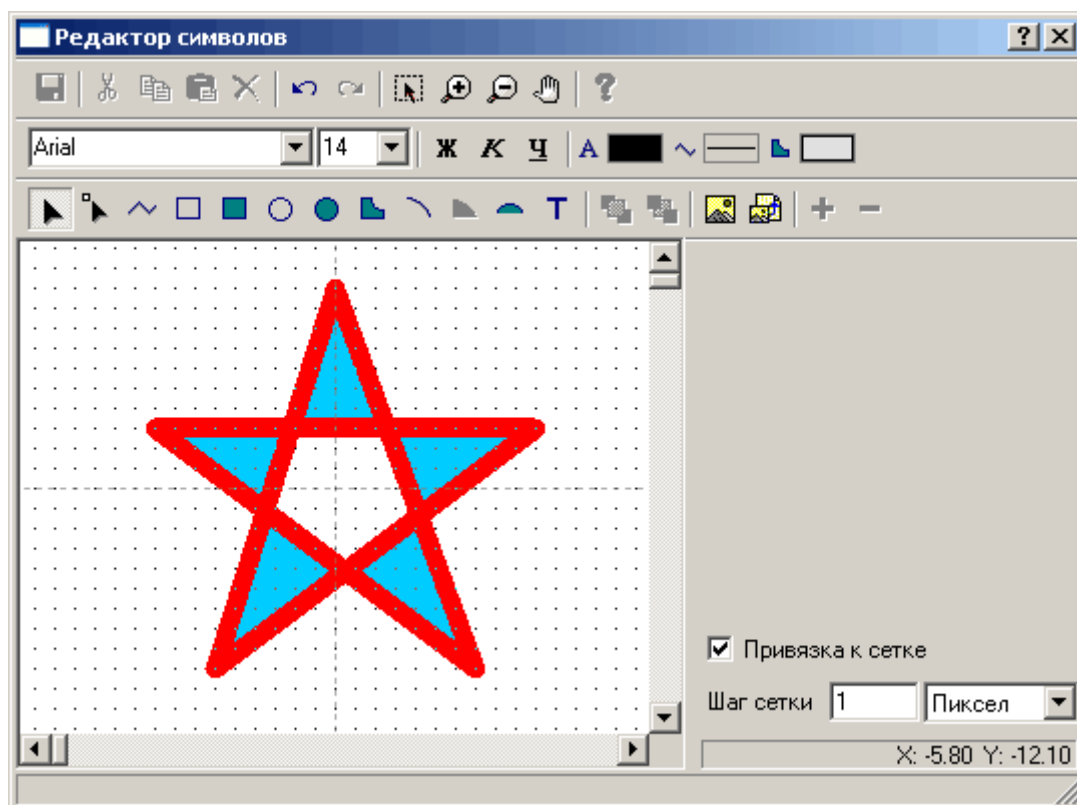 Редактор символов
Arial 14 Ж К Ч A
T
Привязка к сетке
Шаг сетки 1 Пиксел
X: -5.80 Y: -12.10